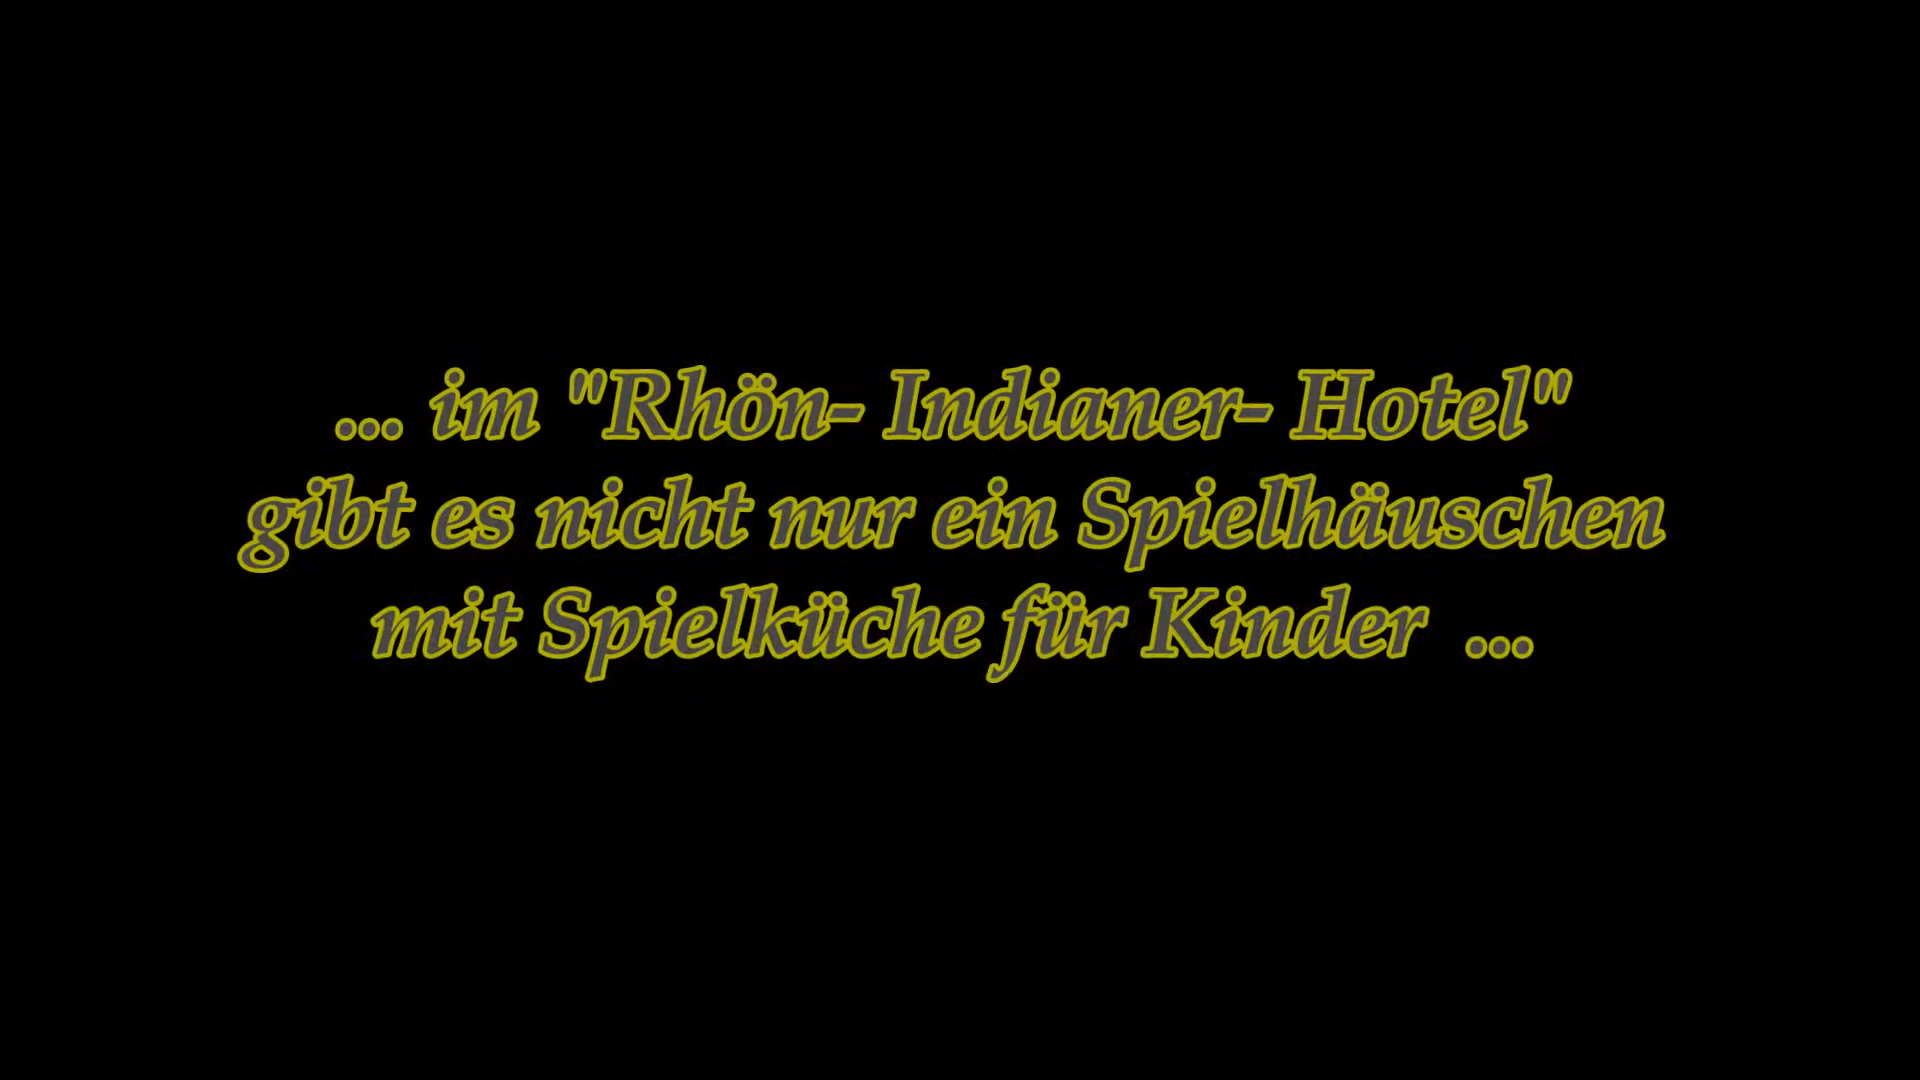 ... im "Rhön- Indianer- Hotel"
gibt es nicht nur ein Spielhäuschen
mit Spielküche für Kinder  ...